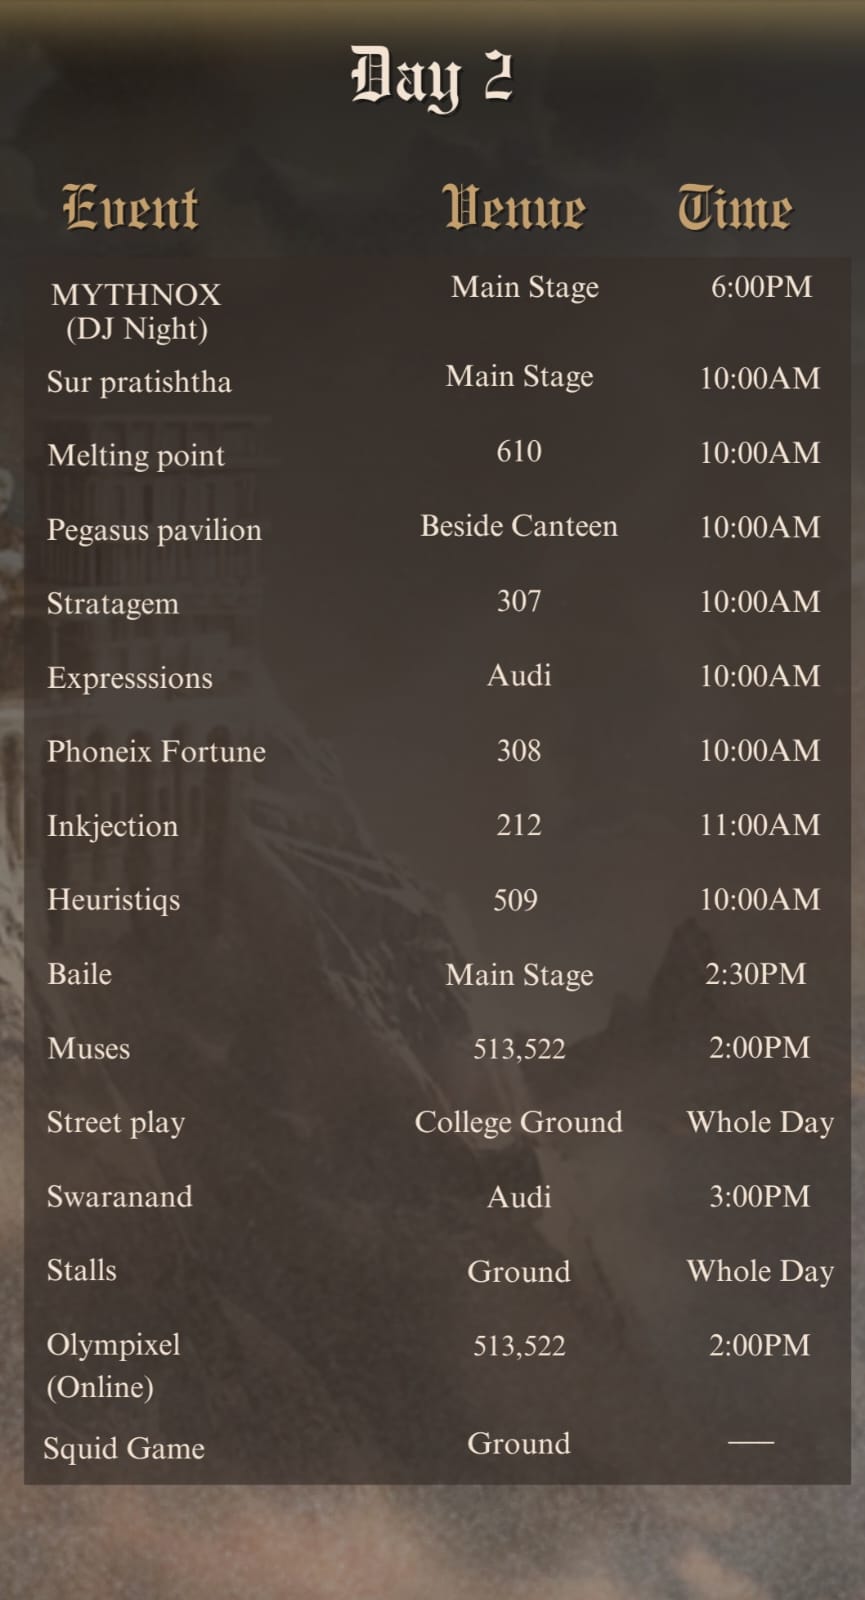 Day 2
Event Venue Time
MYTHNOX Main Stage 6:00PM
(DJ Night)
Sur pratishtha Main Stage 10:00AM
Melting point 610 10:00AM
Pegasus pavilion Beside Canteen 10:00AM
Stratagem 307 10:00AM
Expresssions Audi 10:00AM
Phoneix Fortune 308 10:00AM
Inkjection 212 11:00AM
Heuristiqs 509 10:00AM
Baile Main Stage 2:30PM
Muses 513,522 2:00PM
Street play College Ground Whole Day
Swaranand Audi 3:00PM
Stalls Ground Whole Day
Olympixel 513,522 2:00PM
(Online)
Squid Game Ground —